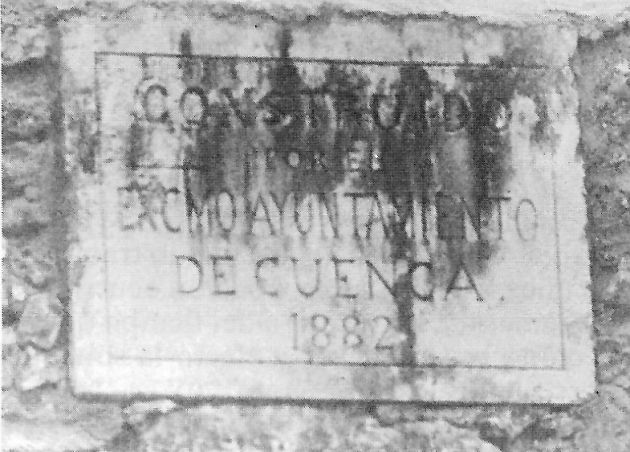 CONSTRUIDO
POR EL
EXCMO AYUNTAMIENTO
DE CUENCA
1882